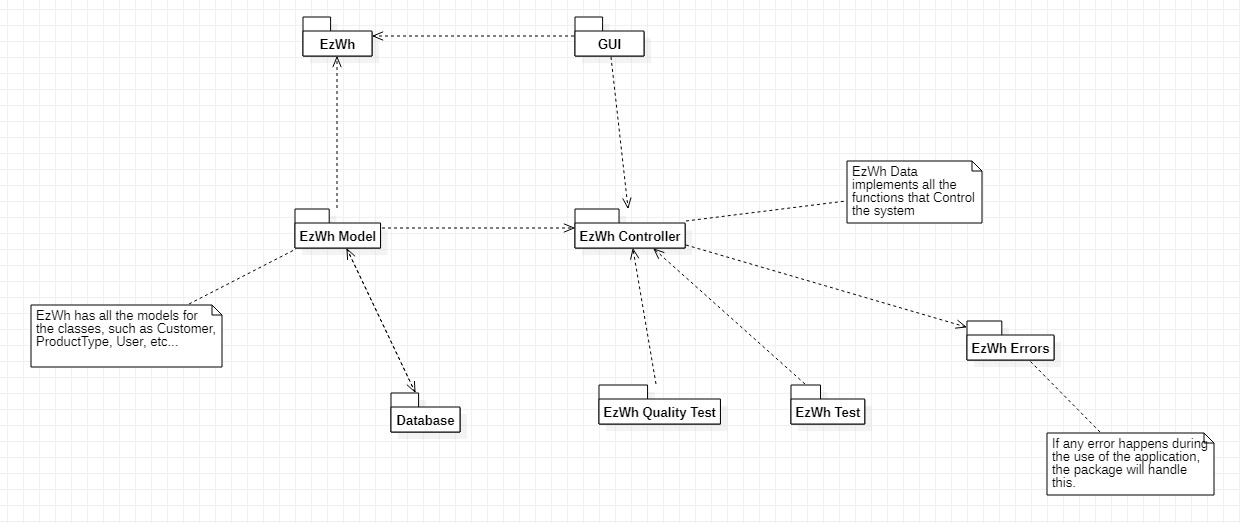 EzWh
GUI
EzWh Data
implements all the
functions that Control
the system
EzWh Model
EzWh Controller
EzWh has all the models for
the classes, such as Customer,
ProductType, User, etc...
EzWh Errors
Database
EzWh Quality Test
EzWh Test
If any error happens during
the use of the application,
the package will handle
this.